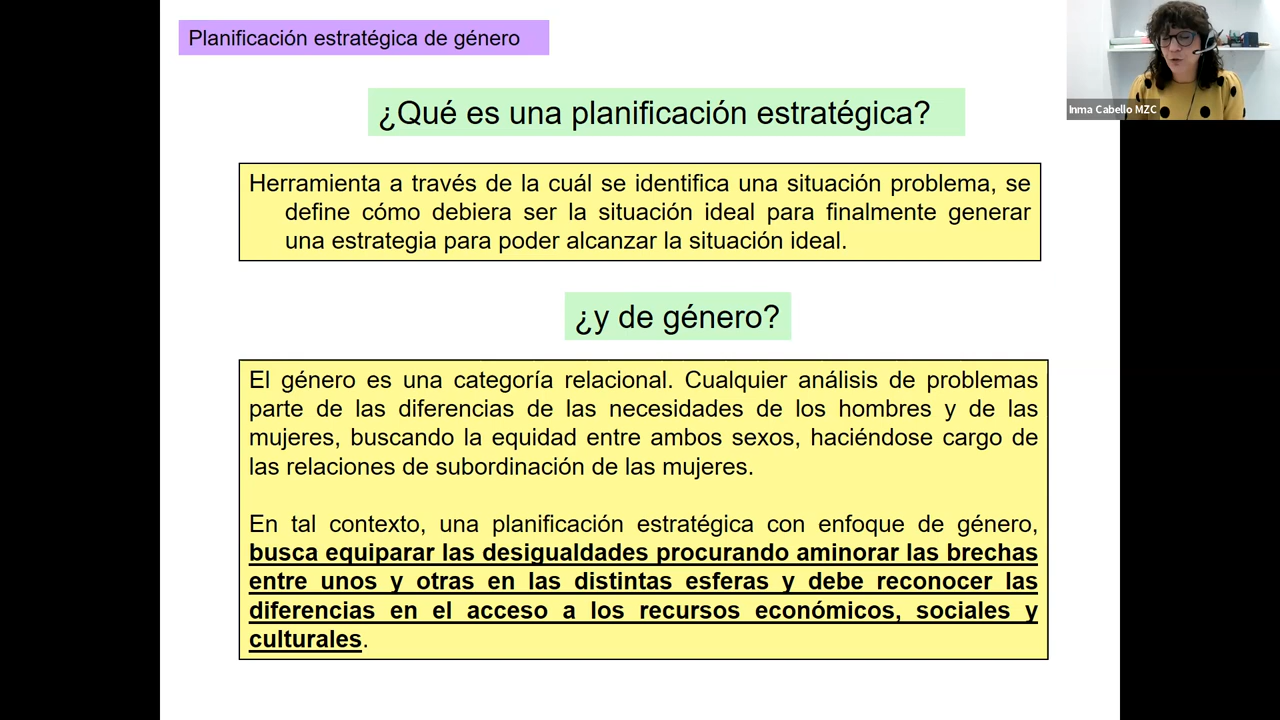 Planificación estratégica de género
Inma Cabello MZC
¿Qué es una planificación estratégica?
Herramienta a través de la cuál se identifica una situación problema, se
define cómo debiera ser la situación ideal para finalmente generar
una estrategia para poder alcanzar la situación ideal.
¿y de género?
El género es una categoría relacional. Cualquier análisis de problemas
parte de las diferencias de las necesidades de los hombres y de las
mujeres, buscando la equidad entre ambos sexos, haciéndose cargo de
las relaciones de subordinación de las mujeres.
En tal contexto, una planificación estratégica con enfoque de género,
busca equiparar las desigualdades procurando aminorar las brechas
entre unos y otras en las distintas esferas y debe reconocer las
diferencias en el acceso a los recursos económicos, sociales y
culturales.